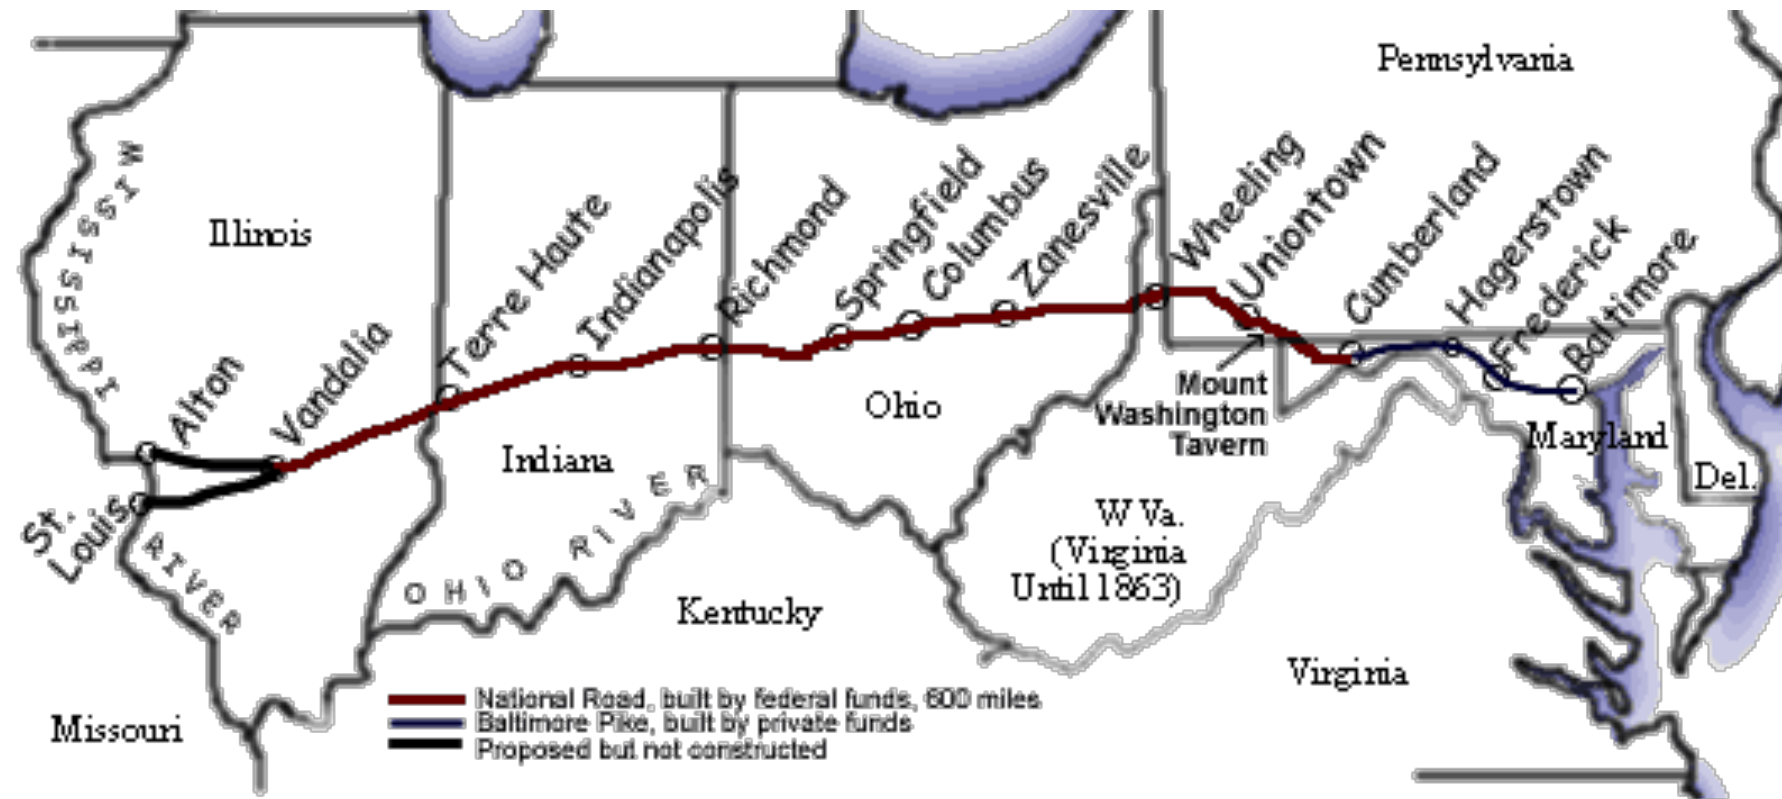 Pennsylvania
MISSISSIPPI
Illinois
Terre Haute
Indianapolis
Richmond
Springfield
Columbus
Zanesville
Wheeling
Uniontown
Cumberland
Hagerstown
Frederick
Baltimore
Alton
Vandalia
Mount
Washington
Tavern
Ohio
Maryland
Indiana
Del.
St.
Louis
RIVER
OHIO RIVER
W Va.
(Virginia
Until 1863)
Kentucky
Virginia
Missouri
National Road, built by federal funds, 600 miles
Baltimore Pike, built by private funds
Proposed but not constructed